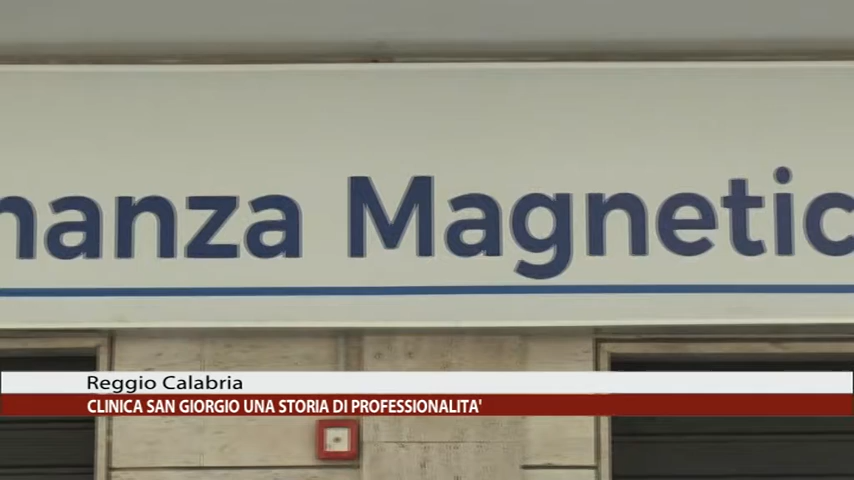 nanza Magnetic
Reggio Calabria
CLINICA SAN GIORGIO UNA STORIA DI PROFESSIONALITA'